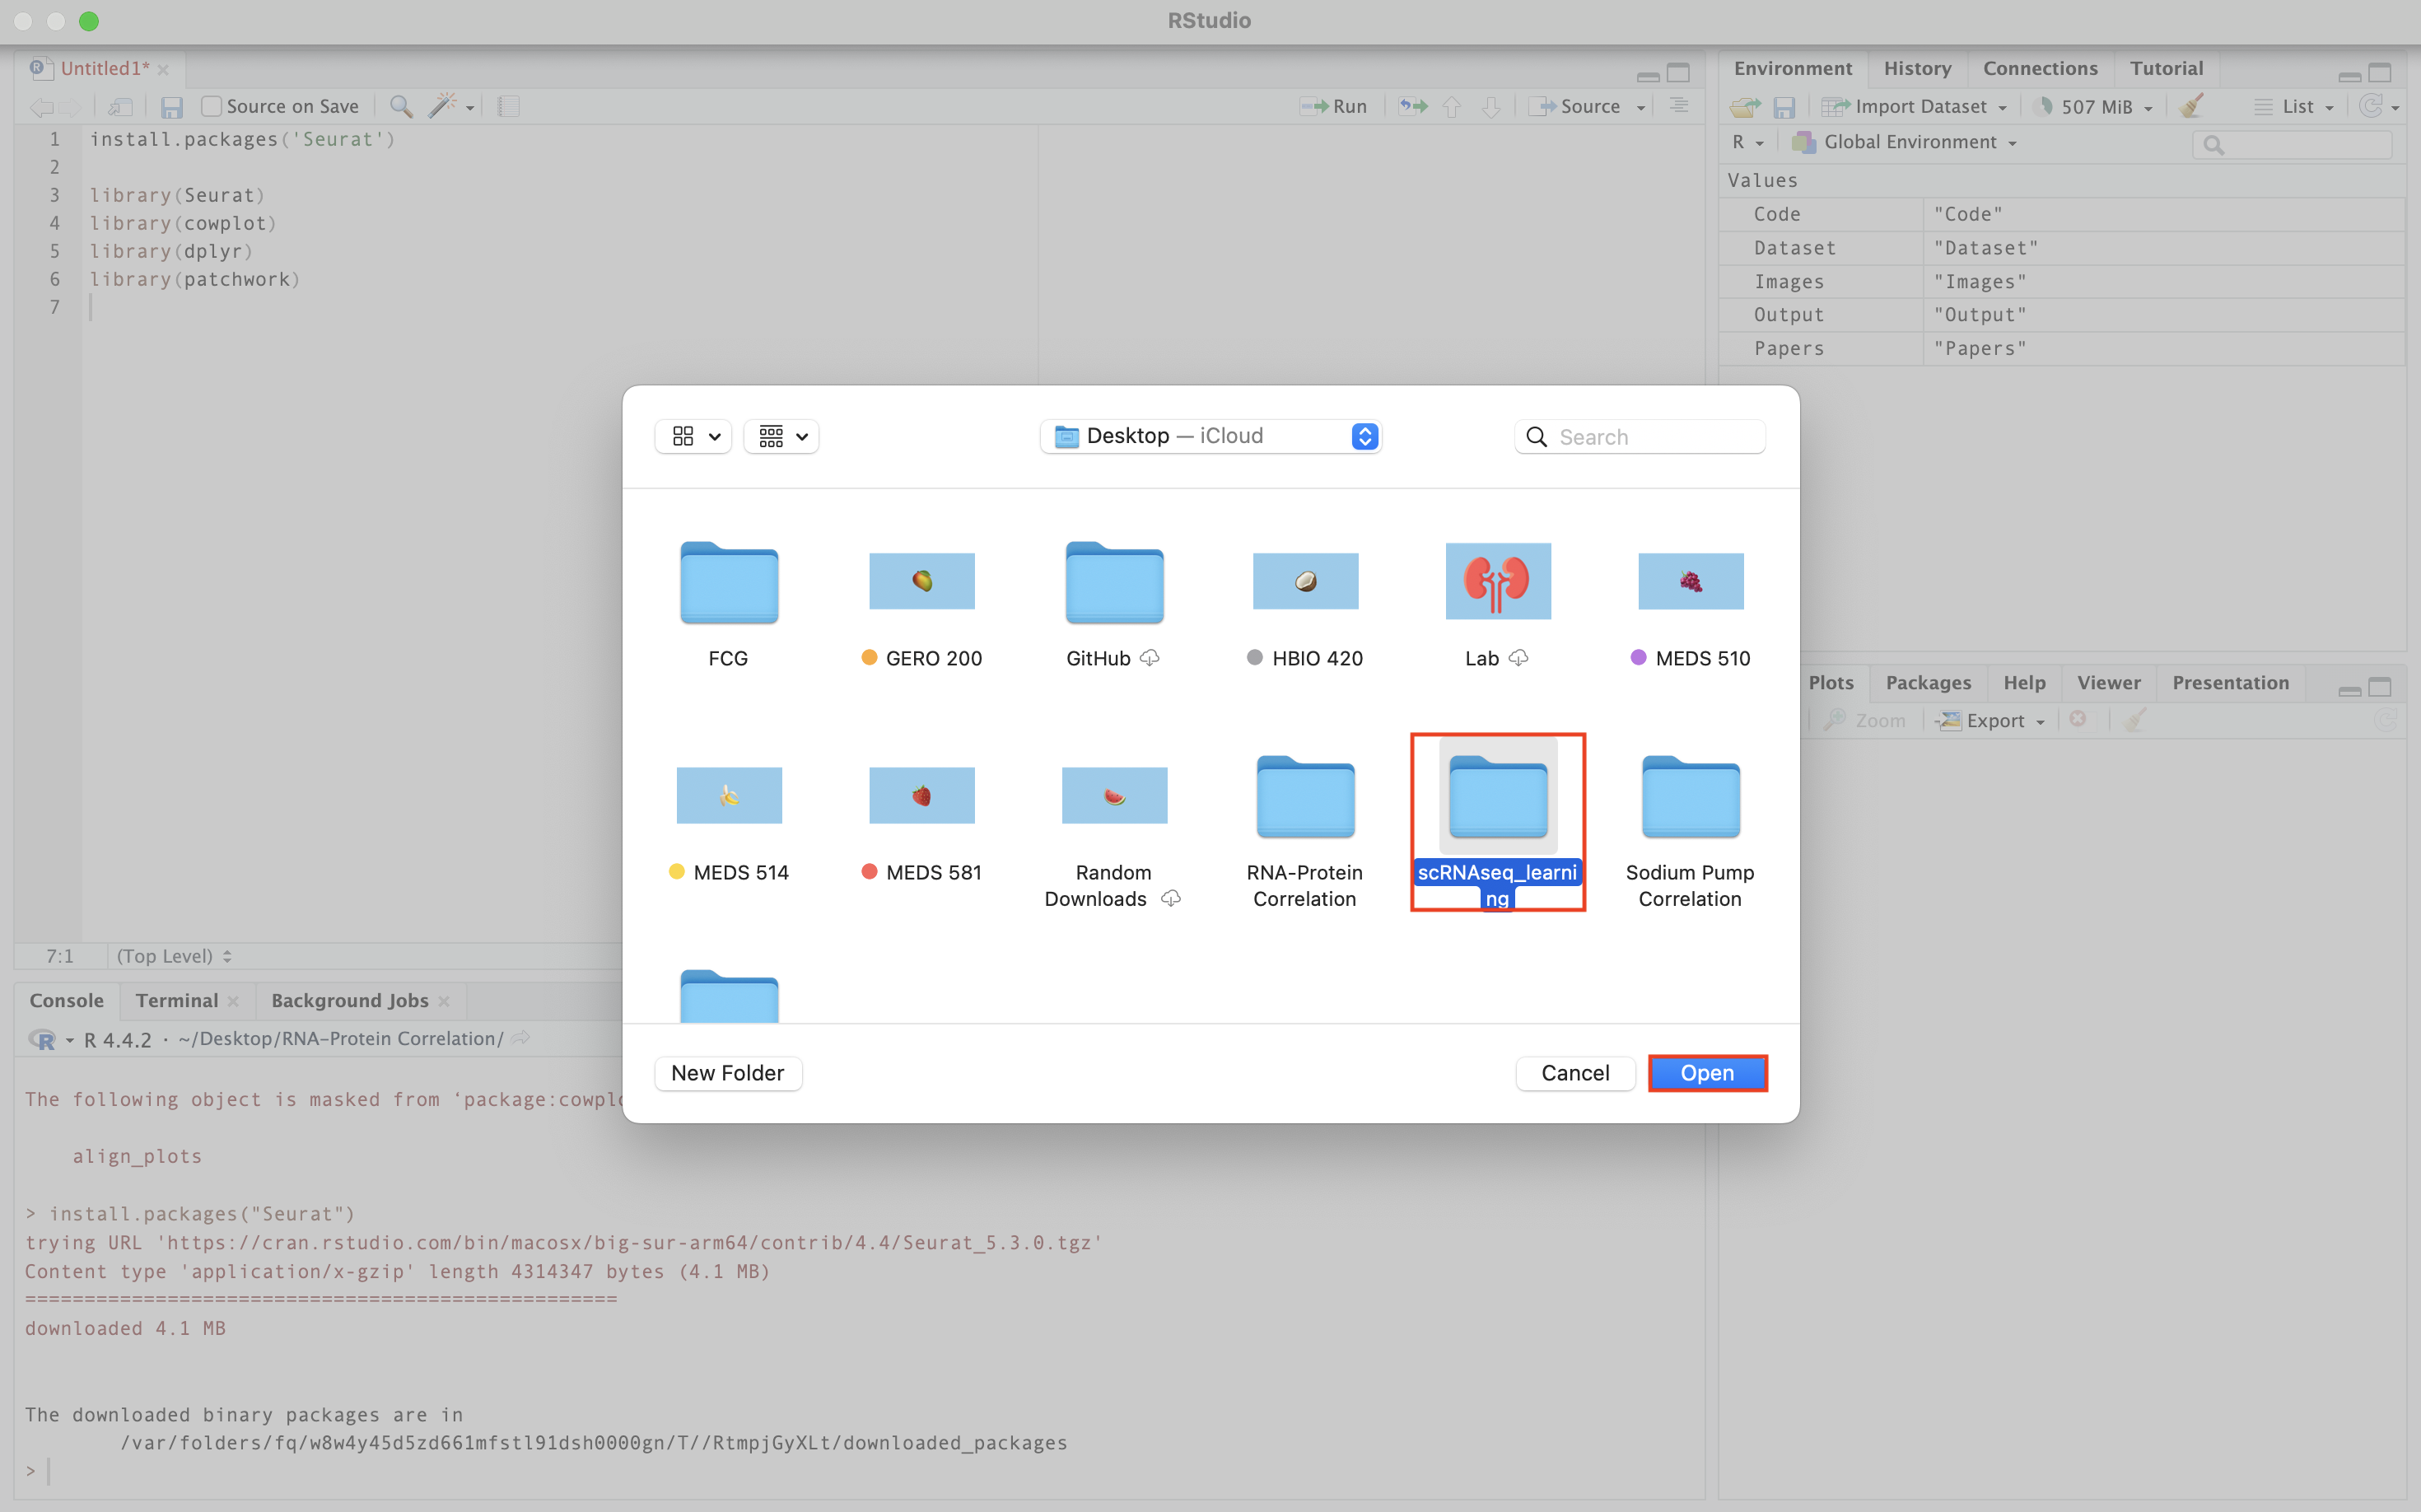 RStudio
Untitled1*
Source on Save
Run
Source
1 install.packages('Seurat')
2
3 library(Seurat)
4 library(cowplot)
5 library(dplyr)
6 library(patchwork)
7
7:1 (Top Level)
Environment History Connections Tutorial
Import Dataset 507 MiB List
R Global Environment
Values
Code "Code"
Dataset "Dataset"
Images "Images"
Output "Output"
Papers "Papers"
Desktop — iCloud
Search
FCG
GERO 200
GitHub
HBIO 420
Lab
MEDS 510
MEDS 514
MEDS 581
Random
Downloads
RNA-Protein
Correlation
scRNAseq_learni
ng
Sodium Pump
Correlation
New Folder
Cancel
Open
Plots Packages Help Viewer Presentation
Zoom Export
Console Terminal Background Jobs
R 4.4.2 · ~/Desktop/RNA-Protein Correlation/
The following object is masked from ‘package:cowplo
align_plots
> install.packages("Seurat")
trying URL 'https://cran.rstudio.com/bin/macosx/big-sur-arm64/contrib/4.4/Seurat_5.3.0.tgz'
Content type 'application/x-gzip' length 4314347 bytes (4.1 MB)
==================================================
downloaded 4.1 MB
The downloaded binary packages are in
/var/folders/fq/w8w4y45d5zd661mfstl91dsh0000gn/T//RtmpjGyXLt/downloaded_packages
>